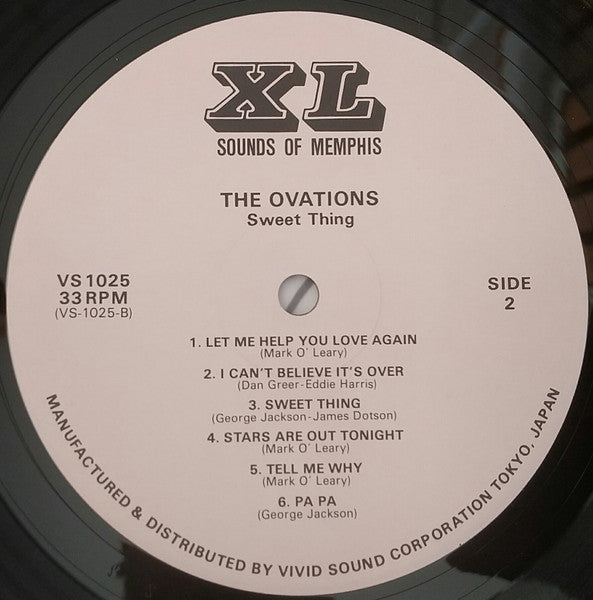 XL
SOUNDS OF MEMPHIS
THE OVATIONS
Sweet Thing
VS 1025
33 RPM
(VS-1025-B)
SIDE
2
1. LET ME HELP YOU LOVE AGAIN
(Mark O' Leary)
2. I CAN'T BELIEVE IT'S OVER
(Dan Greer-Eddie Harris)
3. SWEET THING
(George Jackson-James Dotson)
4. STARS ARE OUT TONIGHT
(Mark O' Leary)
5. TELL ME WHY
(Mark O' Leary)
6. PA PA
(George Jackson)
MANUFACTURED & DISTRIBUTED BY VIVID SOUND CORPORATION TOKYO, JAPAN